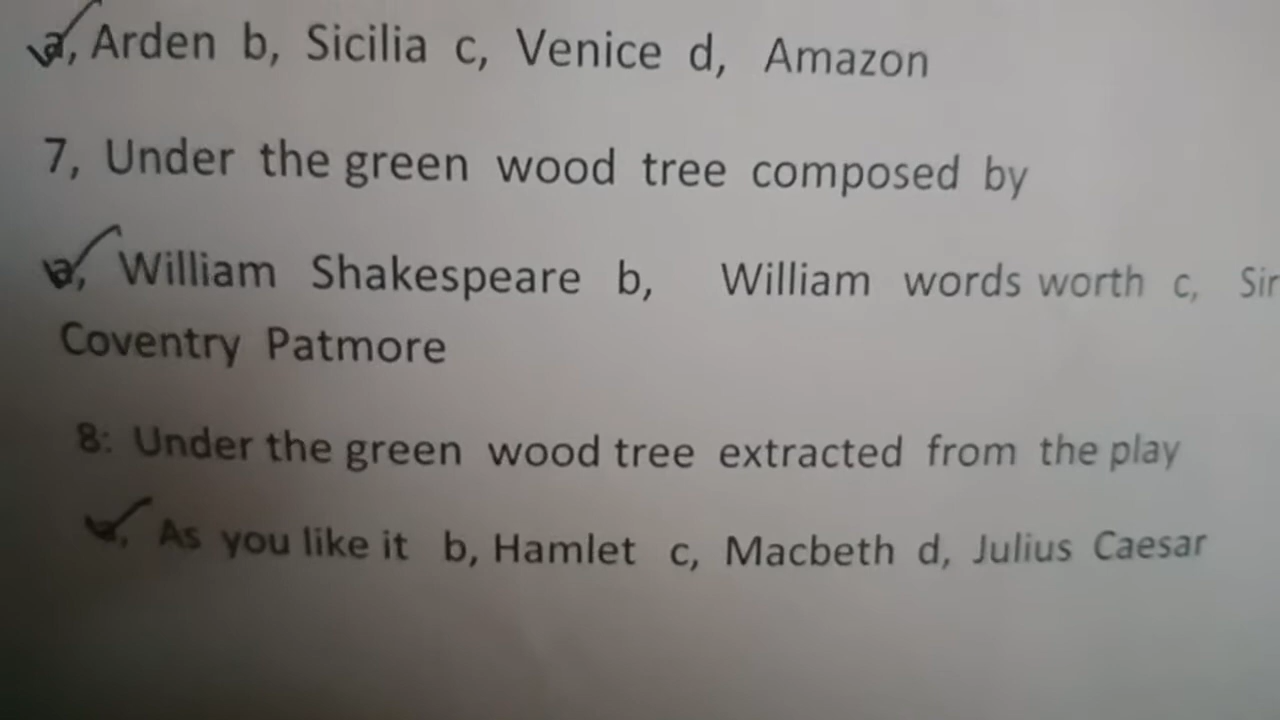 a, Arden b, Sicilia c, Venice d, Amazon
7, Under the green wood tree composed by
a, William Shakespeare b, William words worth c, Sir
Coventry Patmore
8: Under the green wood tree extracted from the play
a, As you like it b, Hamlet c, Macbeth d, Julius Caesar